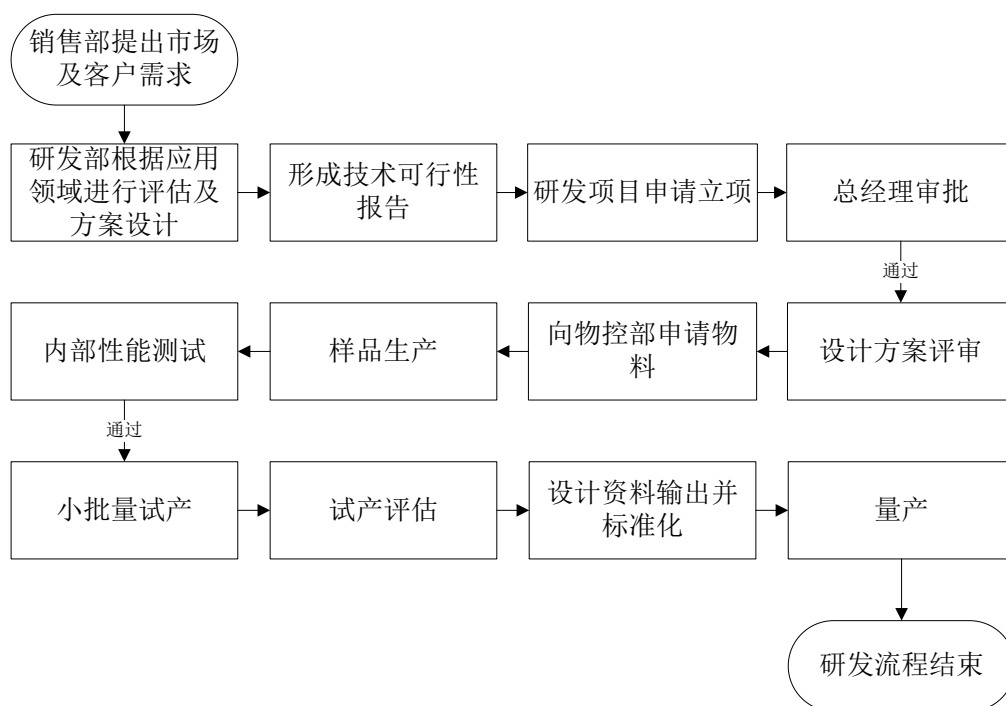 销售部提出市场
及客户需求
研发部根据应用
领域进行评估及
方案设计
形成技术可行性
报告
研发项目申请立项
总经理审批
通过
设计方案评审
向物控部申请物
料
样品生产
内部性能测试
通过
小批量试产
试产评估
设计资料输出并
标准化
量产
研发流程结束